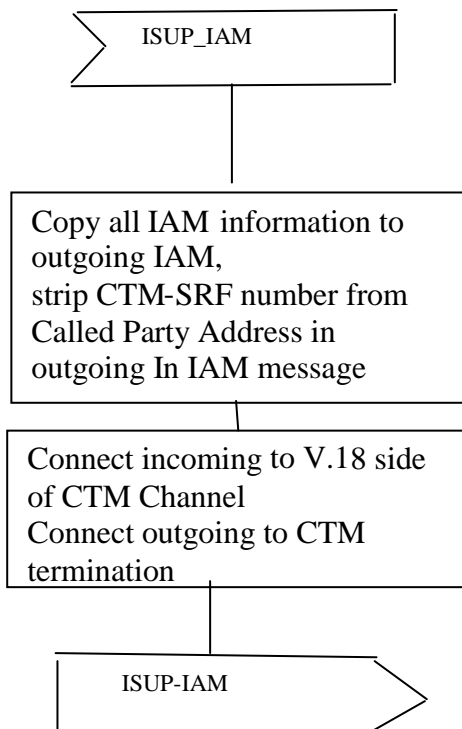 ISUP_IAM
Copy all IAM information to
outgoing IAM,
strip CTM-SRF number from
Called Party Address in
outgoing In IAM message
Connect incoming to V.18 side
of CTM Channel
Connect outgoing to CTM
termination
ISUP-IAM